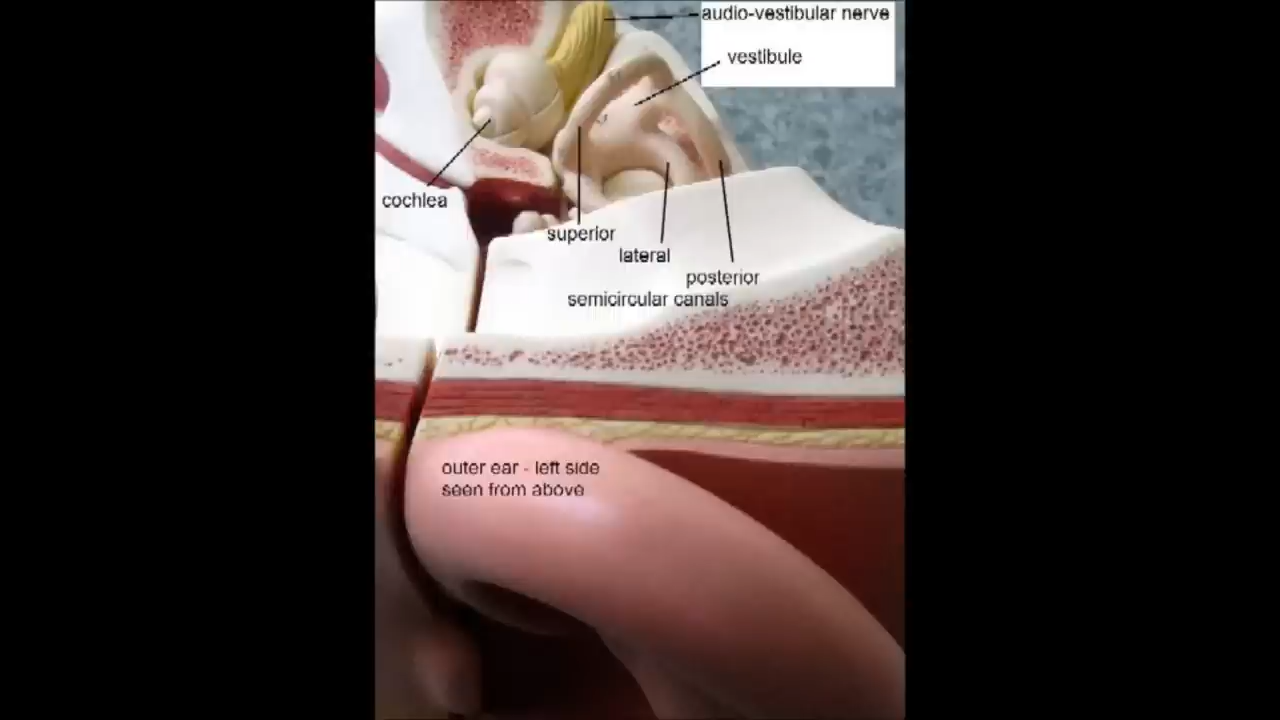 audio-vestibular nerve
vestibule
cochlea
superior
lateral
posterior
semicircular canals
outer ear - left side
seen from above